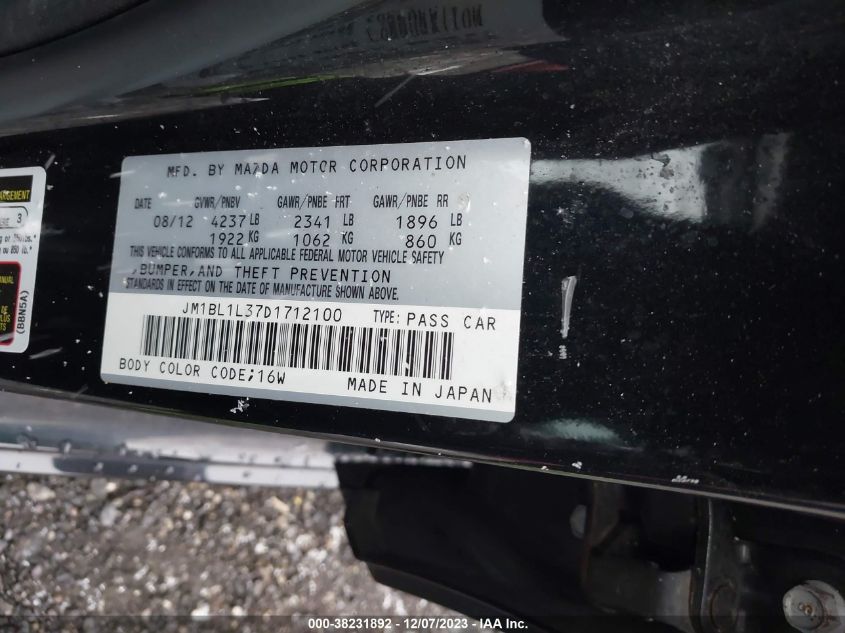 MFD. BY MAZDA MOTOR CORPORATION
DATE GVWR/PNBV GAWR/PNBE FRT GAWR/PNBE RR
08/12 4237 LB 2341 LB 1896 LB
1922 KG 1062 KG 860 KG
THIS VEHICLE CONFORMS TO ALL APPLICABLE FEDERAL MOTOR VEHICLE SAFETY
,BUMPER,AND THEFT PREVENTION
STANDARDS IN EFFECT ON THE DATE OF MANUFACTURE SHOWN ABOVE.
JM1BL1L37D1712100 TYPE: PASS CAR
BODY COLOR CODE;16W MADE IN JAPAN
3
(BBN5A)
000-38231892 - 12/07/2023 -